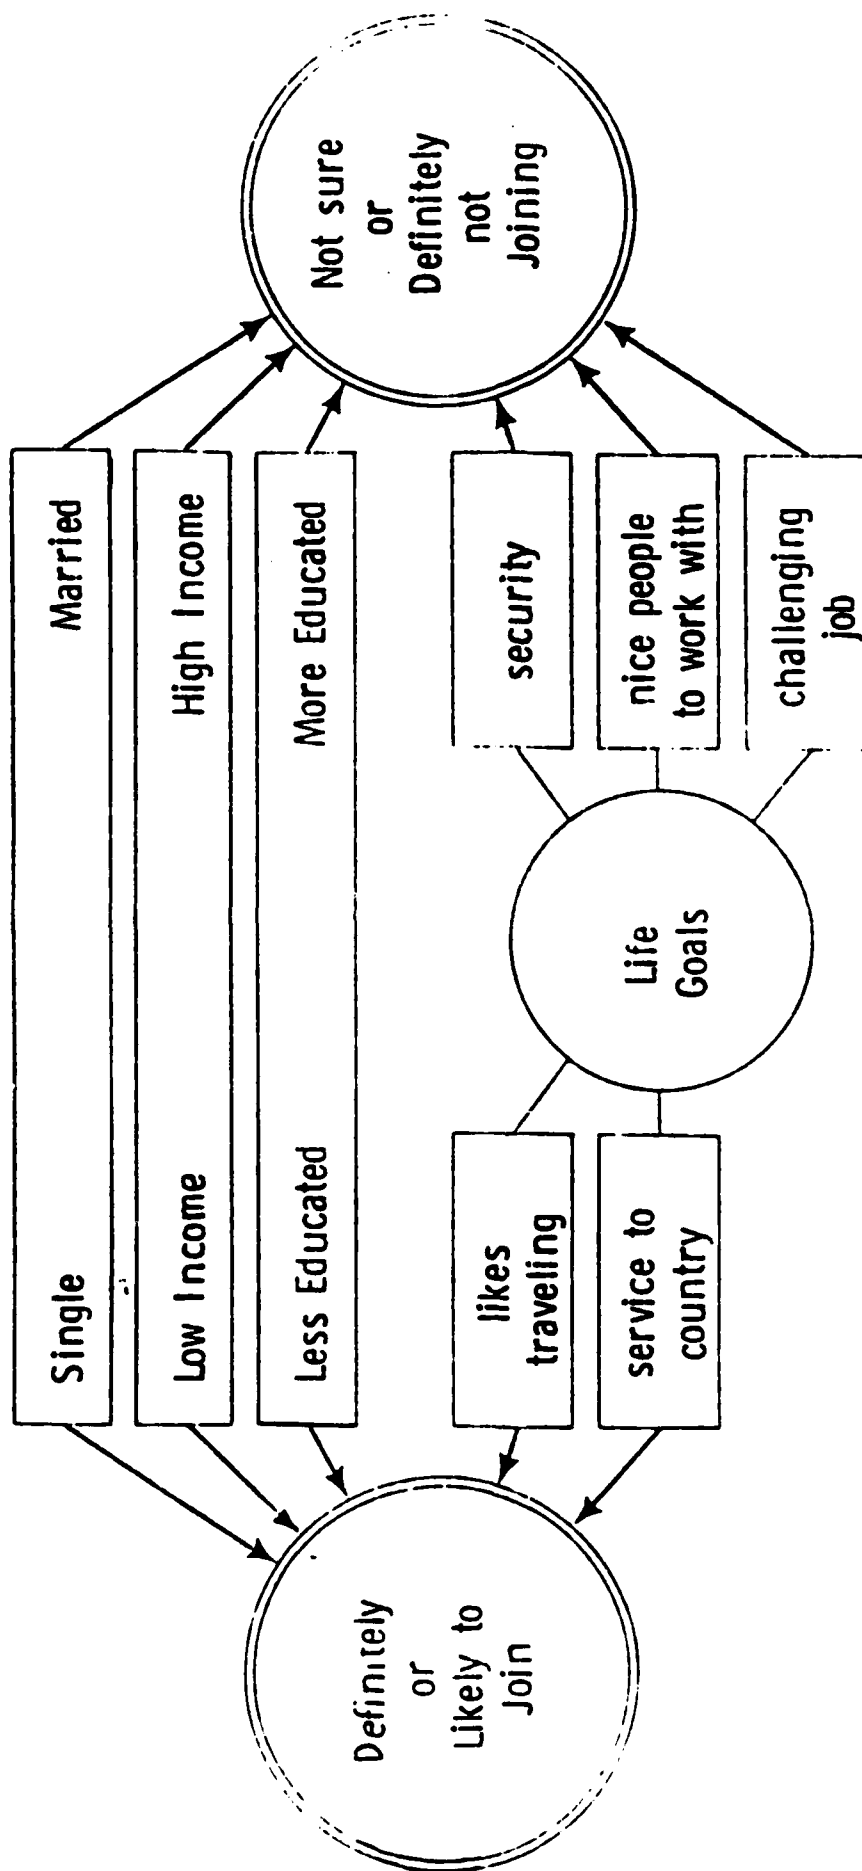 Single
Married
Low Income
High Income
Less Educated
More Educated
Definitely
or
Likely to
Join
Not sure
or
Definitely
not
Joining
likes
traveling
service to
country
Life
Goals
security
nice people
to work with
challenging
job